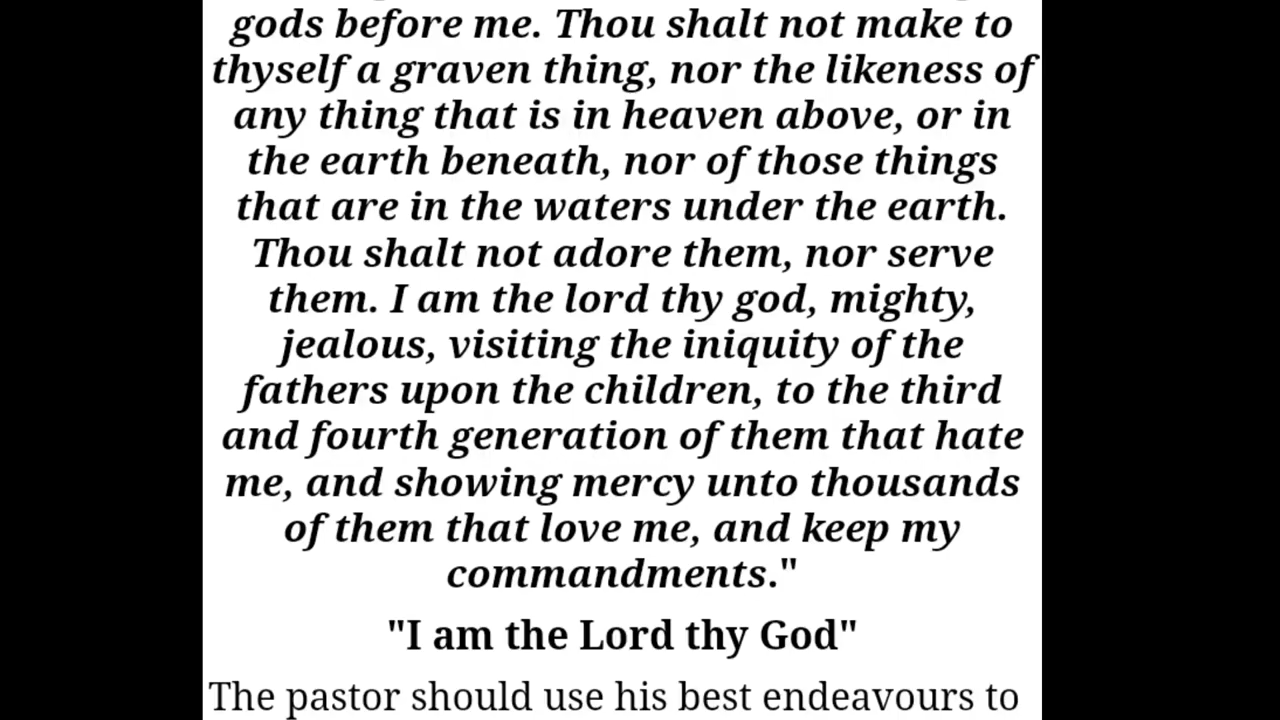 gods before me. Thou shalt not make to
thyself a graven thing, nor the likeness of
any thing that is in heaven above, or in
the earth beneath, nor of those things
that are in the waters under the earth.
Thou shalt not adore them, nor serve
them. I am the lord thy god, mighty,
jealous, visiting the iniquity of the
fathers upon the children, to the third
and fourth generation of them that hate
me, and showing mercy unto thousands
of them that love me, and keep my
commandments."
"I am the Lord thy God"
The pastor should use his best endeavours to